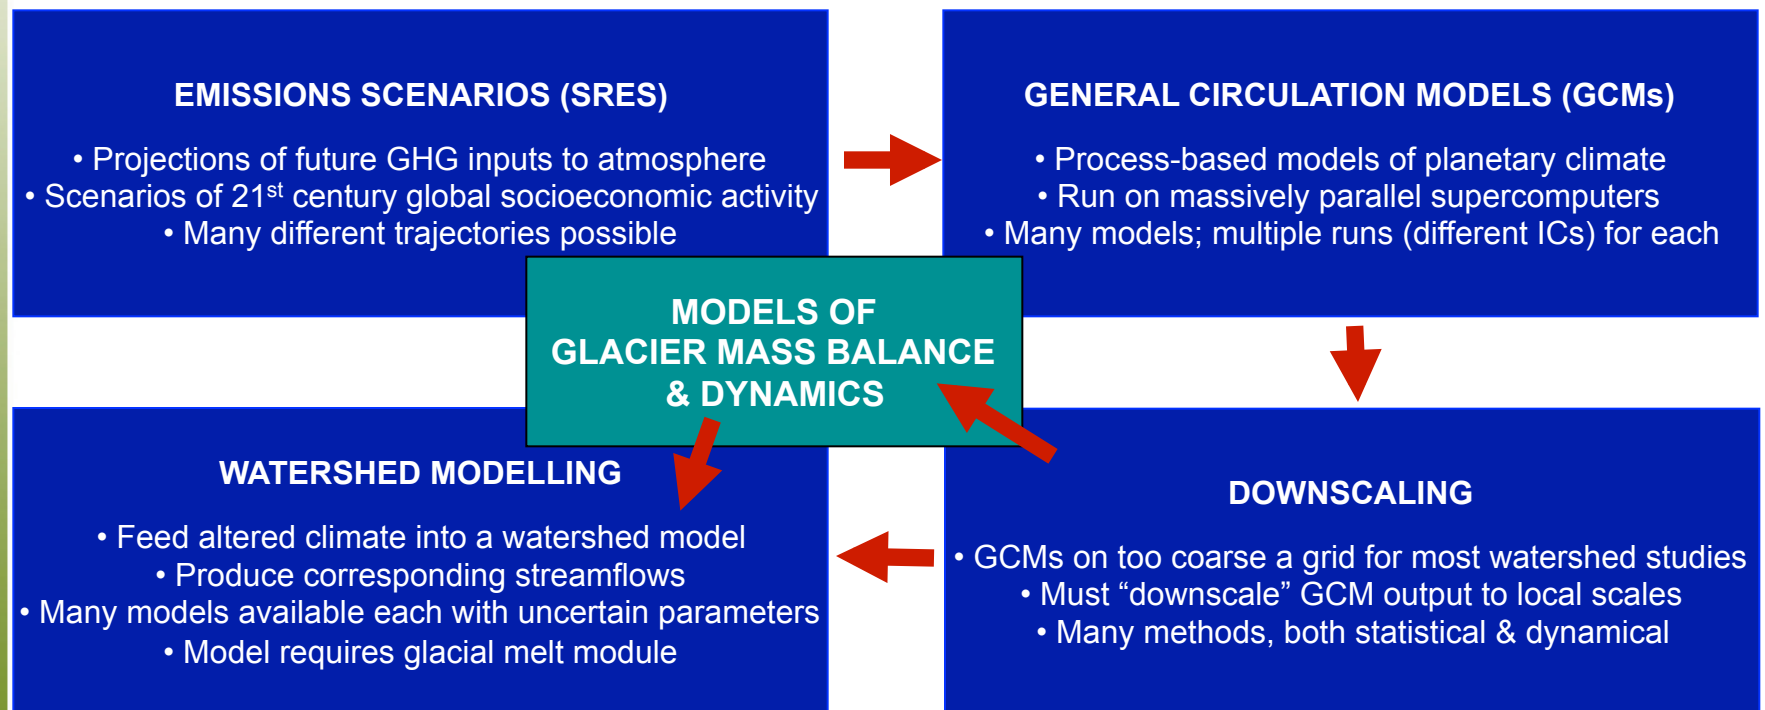 EMISSIONS SCENARIOS (SRES)
• Projections of future GHG inputs to atmosphere
• Scenarios of 21st century global socioeconomic activity
• Many different trajectories possible
GENERAL CIRCULATION MODELS (GCMs)
• Process-based models of planetary climate
• Run on massively parallel supercomputers
• Many models; multiple runs (different ICs) for each
MODELS OF
GLACIER MASS BALANCE
& DYNAMICS
WATERSHED MODELLING
• Feed altered climate into a watershed model
• Produce corresponding streamflows
• Many models available each with uncertain parameters
• Model requires glacial melt module
DOWNSCALING
• GCMs on too coarse a grid for most watershed studies
• Must “downscale” GCM output to local scales
• Many methods, both statistical & dynamical